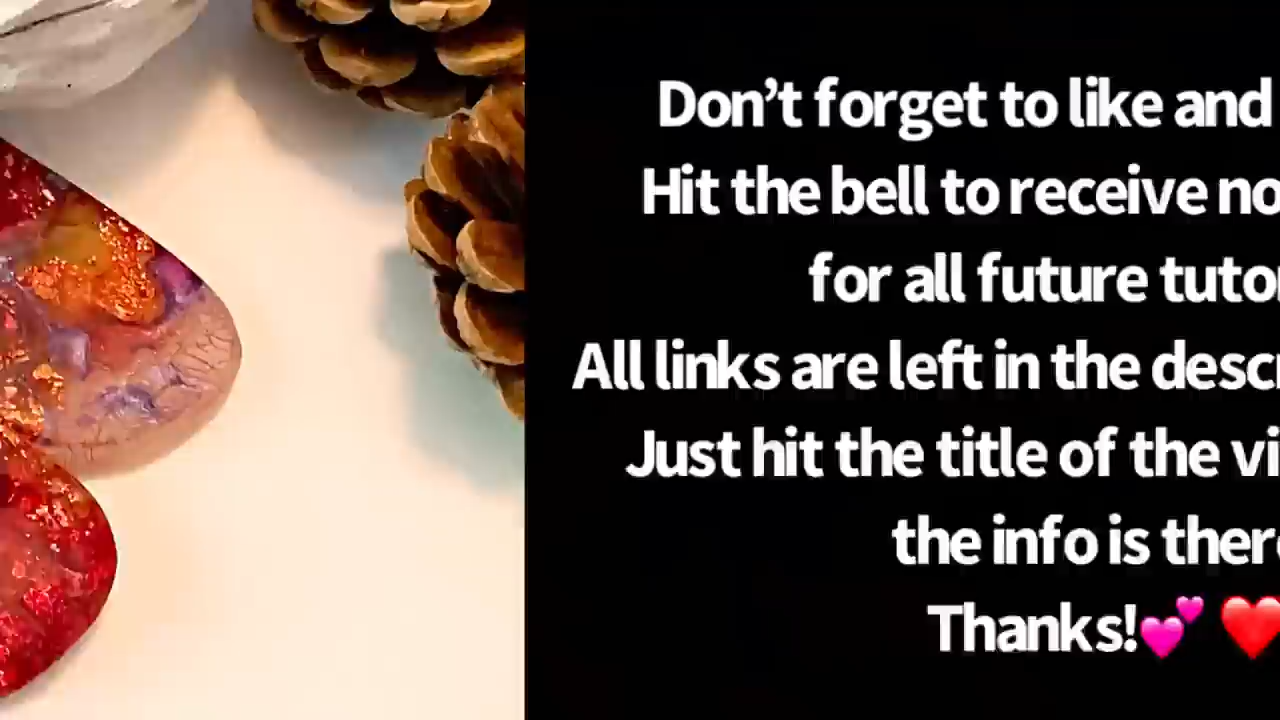 Don’t forget to like and
Hit the bell to receive no
for all future tuto
All links are left in the desc
Just hit the title of the vi
the info is ther
Thanks!💕 ❤️